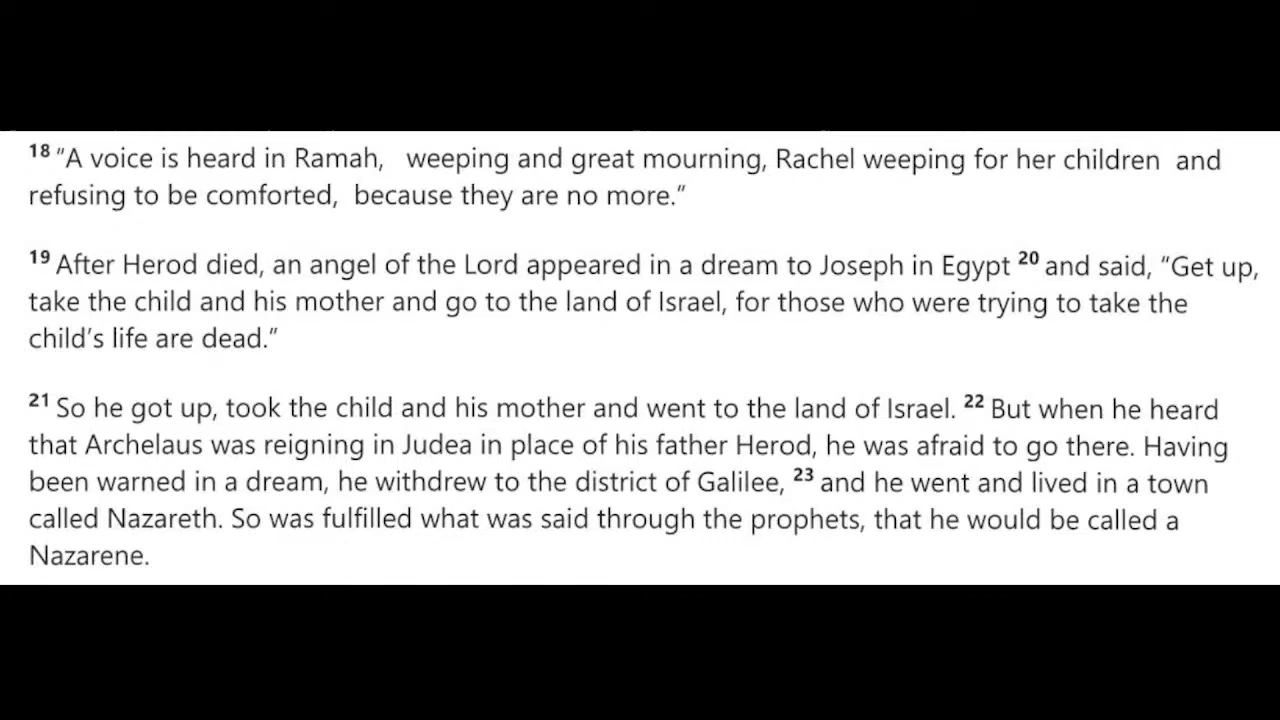 18 "A voice is heard in Ramah, weeping and great mourning, Rachel weeping for her children and
refusing to be comforted, because they are no more."
19 After Herod died, an angel of the Lord appeared in a dream to Joseph in Egypt 20 and said, “Get up,
take the child and his mother and go to the land of Israel, for those who were trying to take the
child’s life are dead.”
21 So he got up, took the child and his mother and went to the land of Israel. 22 But when he heard
that Archelaus was reigning in Judea in place of his father Herod, he was afraid to go there. Having
been warned in a dream, he withdrew to the district of Galilee, 23 and he went and lived in a town
called Nazareth. So was fulfilled what was said through the prophets, that he would be called a
Nazarene.